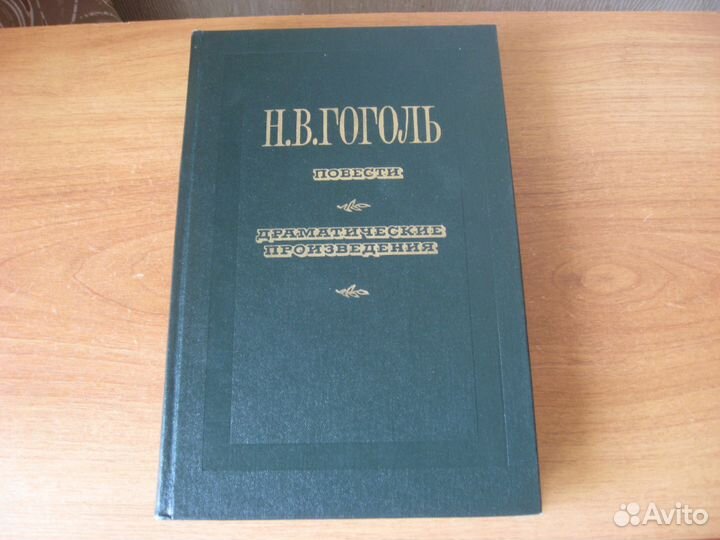 Н.В.ГОГОЛЬ
ПОВЕСТИ
ДРАМАТИЧЕСКИЕ
ПРОИЗВЕДЕНИЯ
Avito